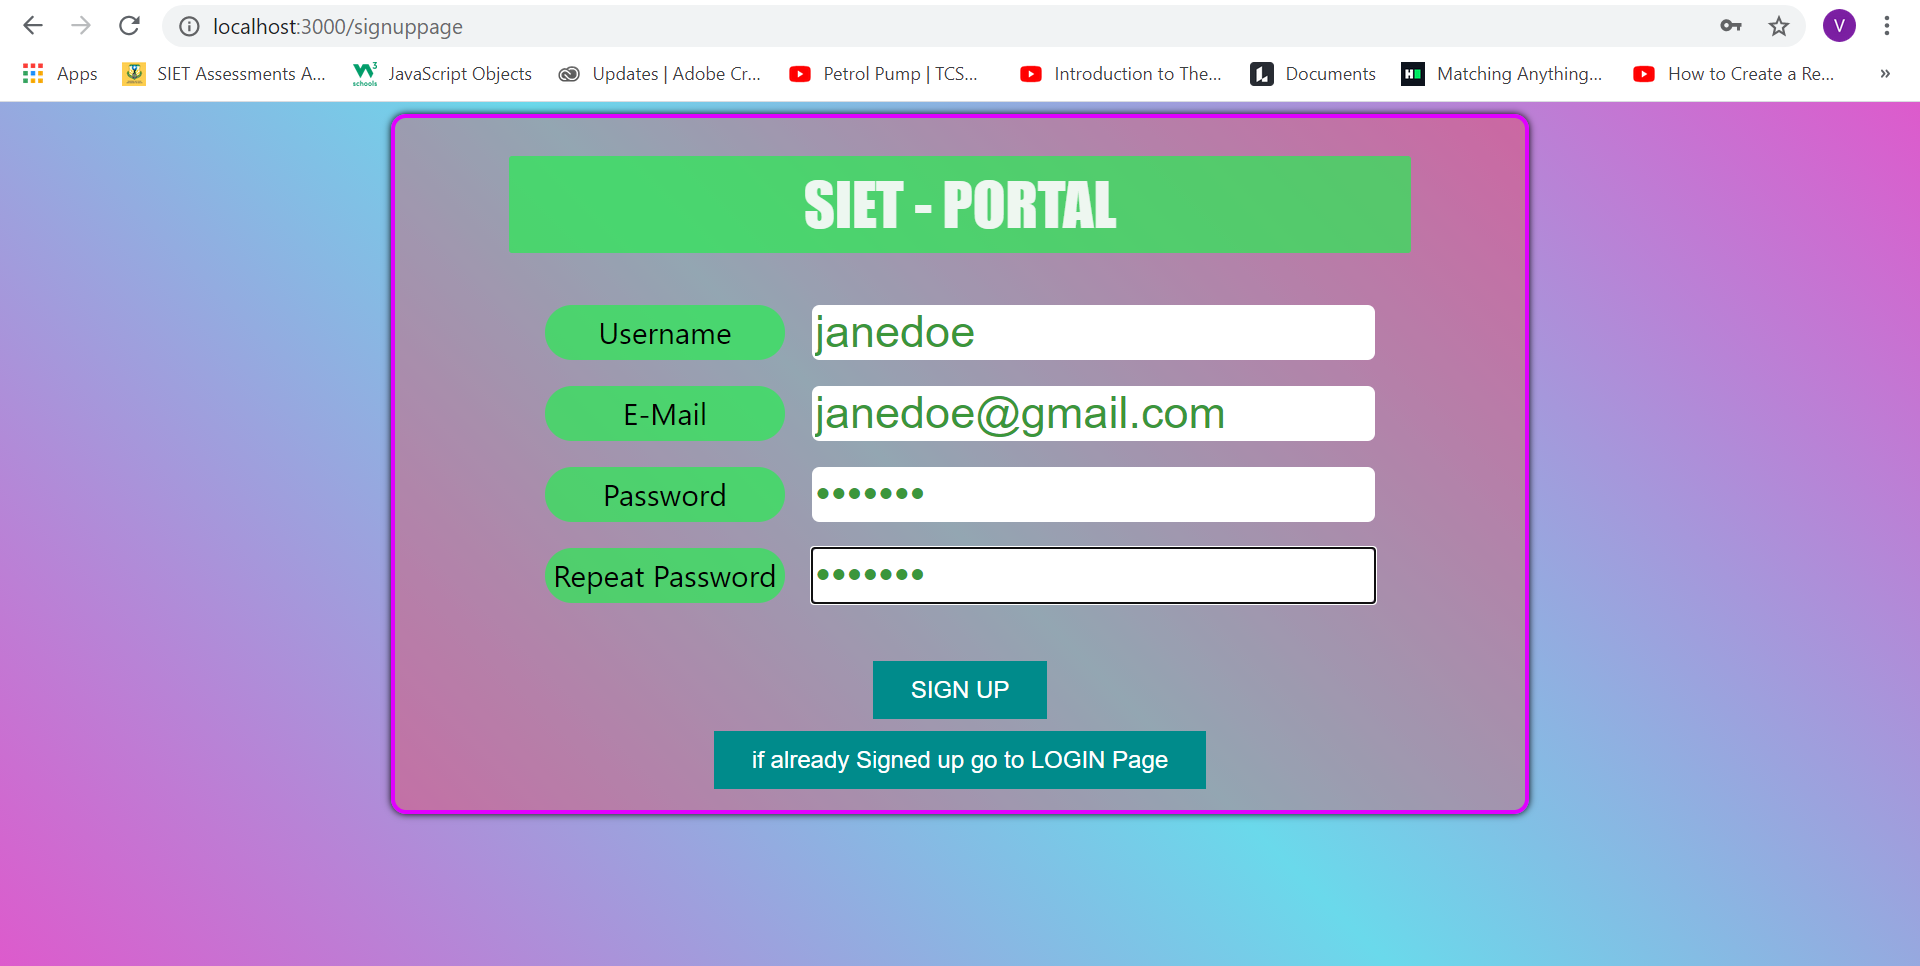 localhost:3000/signuppage
V
Apps
SIET Assessments A...
W3 schools JavaScript Objects
Updates | Adobe Cr...
Petrol Pump | TCS...
Introduction to The...
Documents
H Matching Anything...
How to Create a Re...
»
SIET - PORTAL
Username janedoe
E-Mail janedoe@gmail.com
Password •••••••
Repeat Password •••••••
SIGN UP
if already Signed up go to LOGIN Page